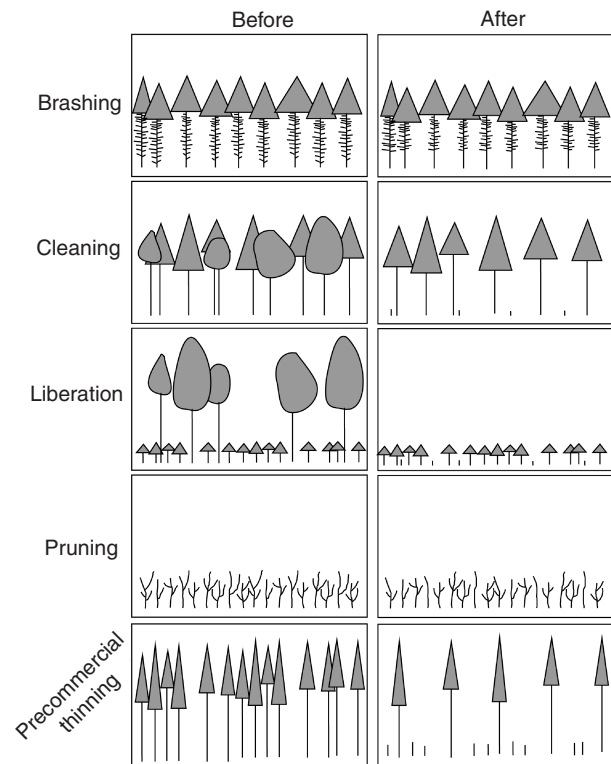 Before
After
Brashing
Cleaning
Liberation
Pruning
Precommercial
thinning